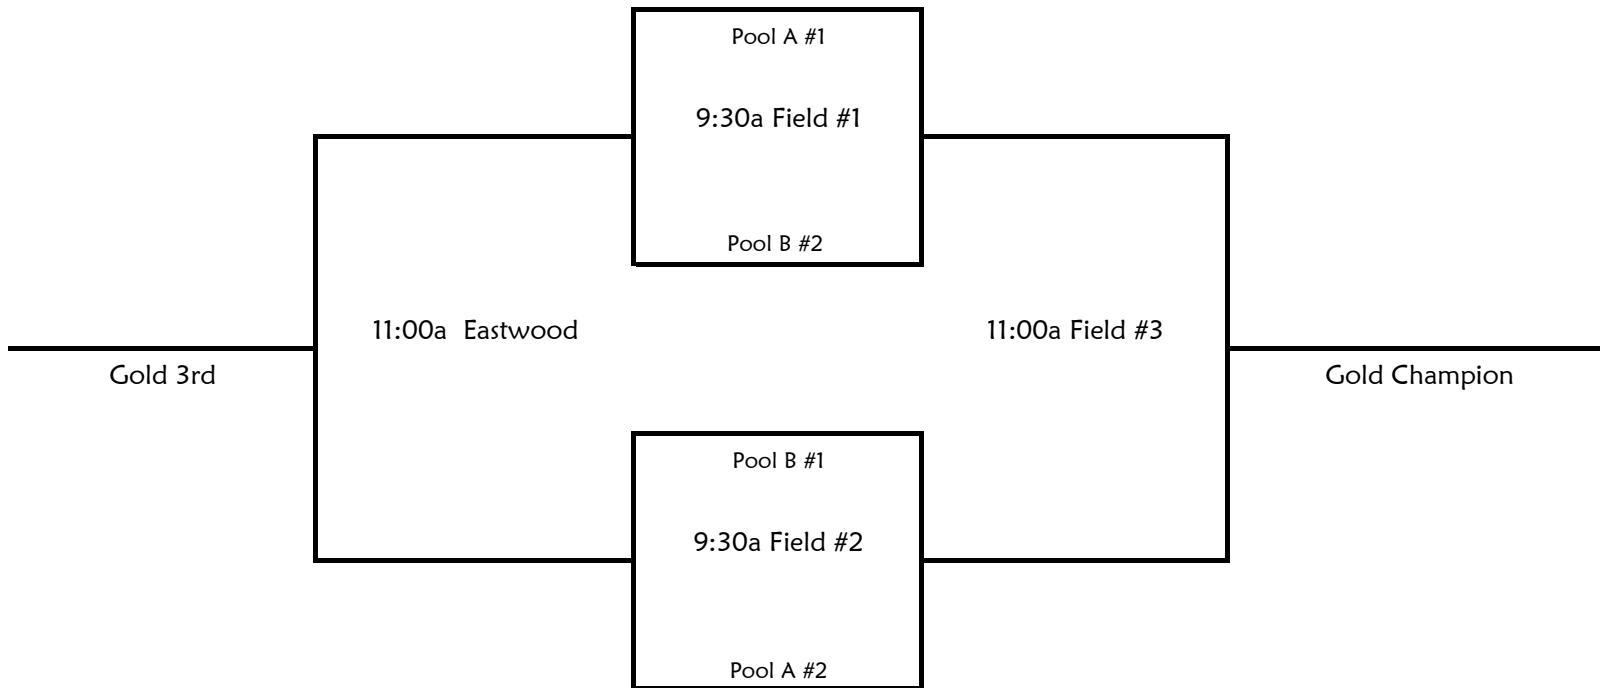 Pool A #1
9:30a Field #1
Pool B #2
11:00a  Eastwood
11:00a Field #3
Gold 3rd
Gold Champion
Pool B #1
9:30a Field #2
Pool A #2